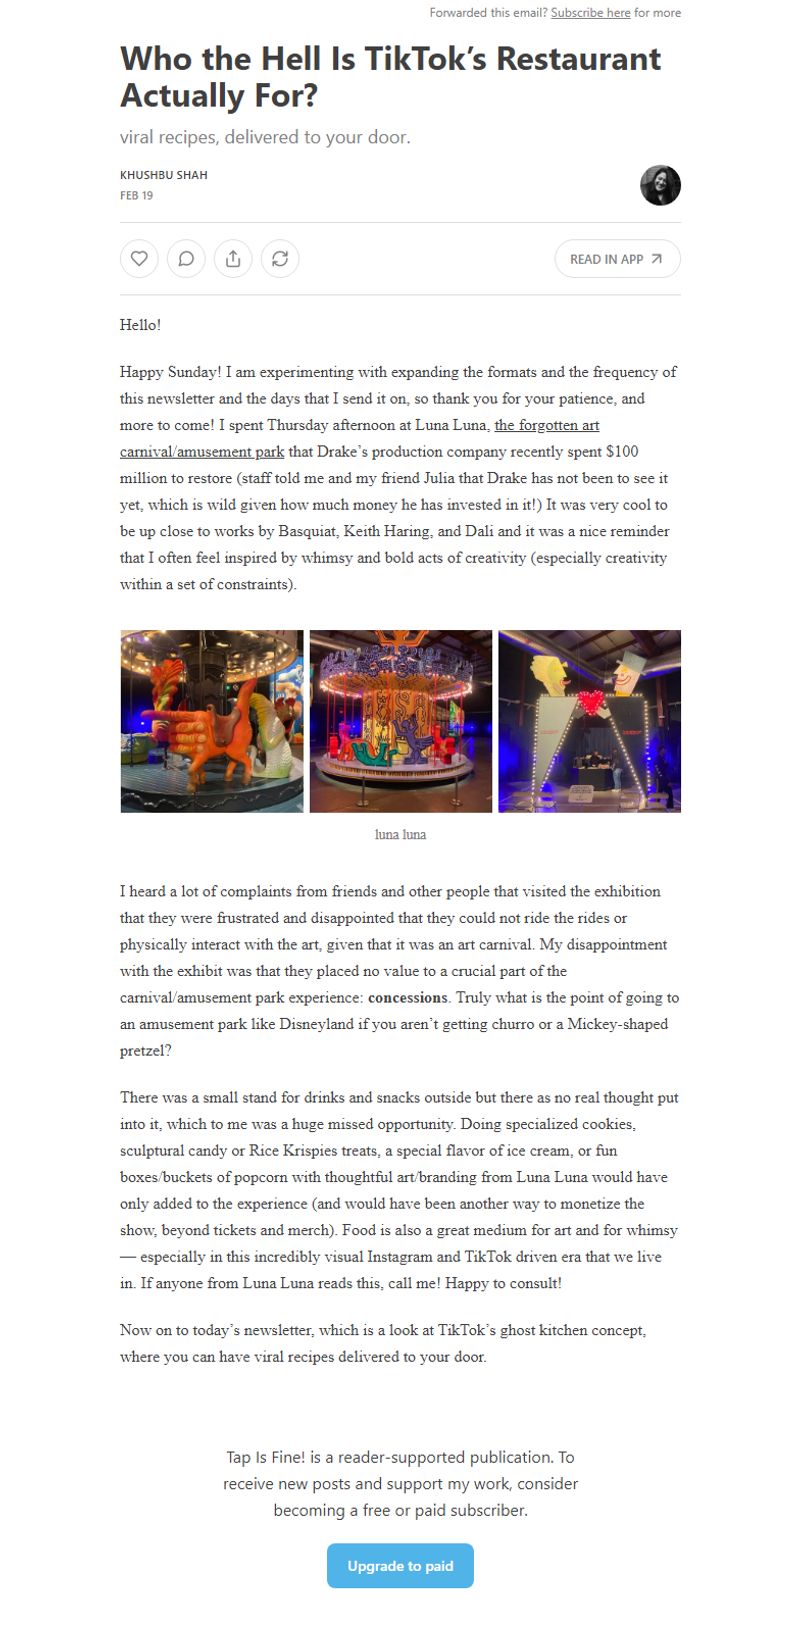 Forwarded this email? Subscribe here for more
Who the Hell Is TikTok’s Restaurant
Actually For?
viral recipes, delivered to your door.
KHUSHBU SHAH
FEB 19
READ IN APP
Hello!
Happy Sunday! I am experimenting with expanding the formats and the frequency of
this newsletter and the days that I send it on, so thank you for your patience, and
more to come! I spent Thursday afternoon at Luna Luna, the forgotten art
carnival/amusement park that Drake’s production company recently spent $100
million to restore (staff told me and my friend Julia that Drake has not been to see it
yet, which is wild given how much money he has invested in it!) It was very cool to
be up close to works by Basquiat, Keith Haring, and Dali and it was a nice reminder
that I often feel inspired by whimsy and bold acts of creativity (especially creativity
within a set of constraints).
luna luna
I heard a lot of complaints from friends and other people that visited the exhibition
that they were frustrated and disappointed that they could not ride the rides or
physically interact with the art, given that it was an art carnival. My disappointment
with the exhibit was that they placed no value to a crucial part of the
carnival/amusement park experience: concessions. Truly what is the point of going to
an amusement park like Disneyland if you aren’t getting churro or a Mickey-shaped
pretzel?
There was a small stand for drinks and snacks outside but there as no real thought put
into it, which to me was a huge missed opportunity. Doing specialized cookies,
sculptural candy or Rice Krispies treats, a special flavor of ice cream, or fun
boxes/buckets of popcorn with thoughtful art/branding from Luna Luna would have
only added to the experience (and would have been another way to monetize the
show, beyond tickets and merch). Food is also a great medium for art and for whimsy
— especially in this incredibly visual Instagram and TikTok driven era that we live
in. If anyone from Luna Luna reads this, call me! Happy to consult!
Now on to today’s newsletter, which is a look at TikTok’s ghost kitchen concept,
where you can have viral recipes delivered to your door.
Tap Is Fine! is a reader-supported publication. To
receive new posts and support my work, consider
becoming a free or paid subscriber.
Upgrade to paid